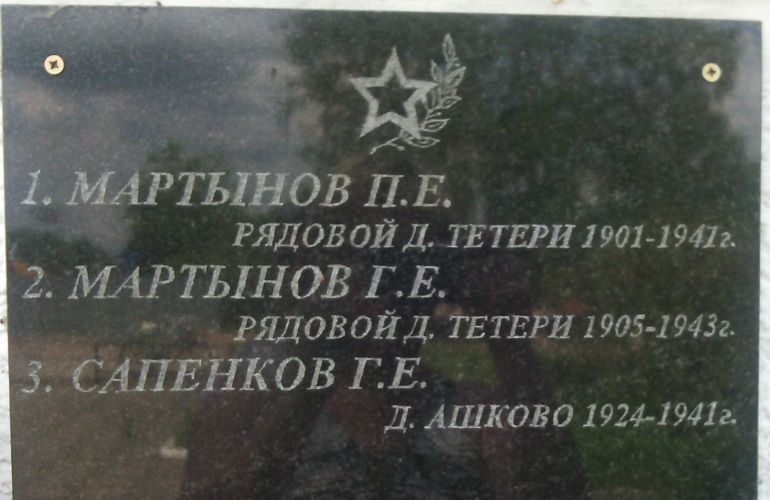 1. МАРТЫНОВ П.Е.
РЯДОВОЙ Д. ТЕТЕРИ 1901-1941г.
2. МАРТЫНОВ Г.Е.
РЯДОВОЙ Д. ТЕТЕРИ 1905-1943г.
3. САПЕНКОВ Г.Е.
Д. АШКОВО 1924-1941г.